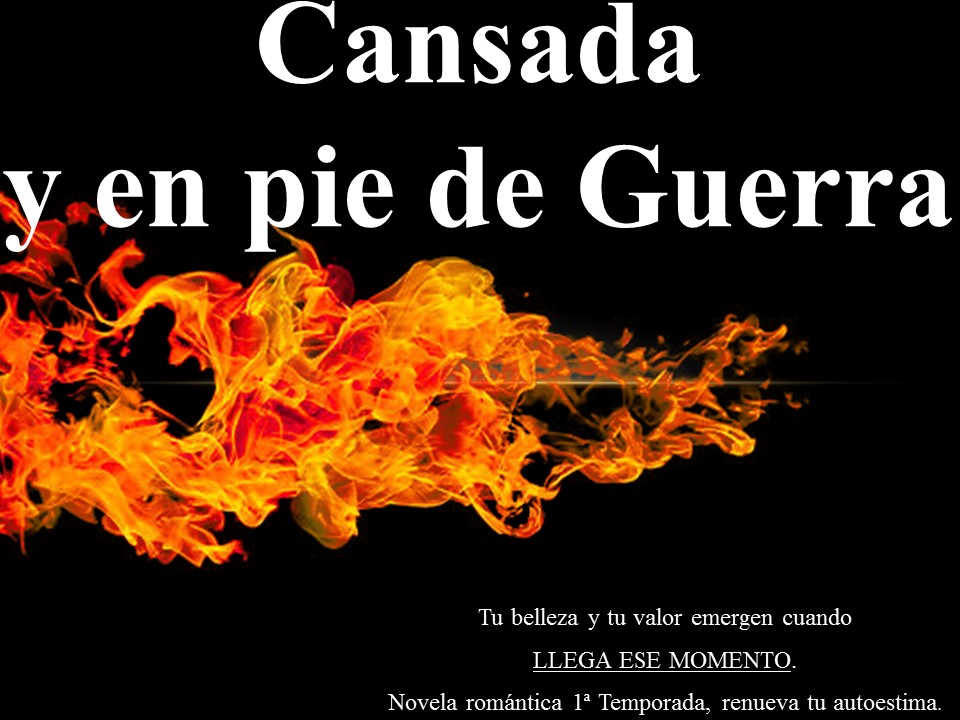 Cansada
y en pie de Guerra
Tu belleza y tu valor emergen cuando
LLEGA ESE MOMENTO.
Novela romántica 1ª Temporada, renueva tu autoestima.